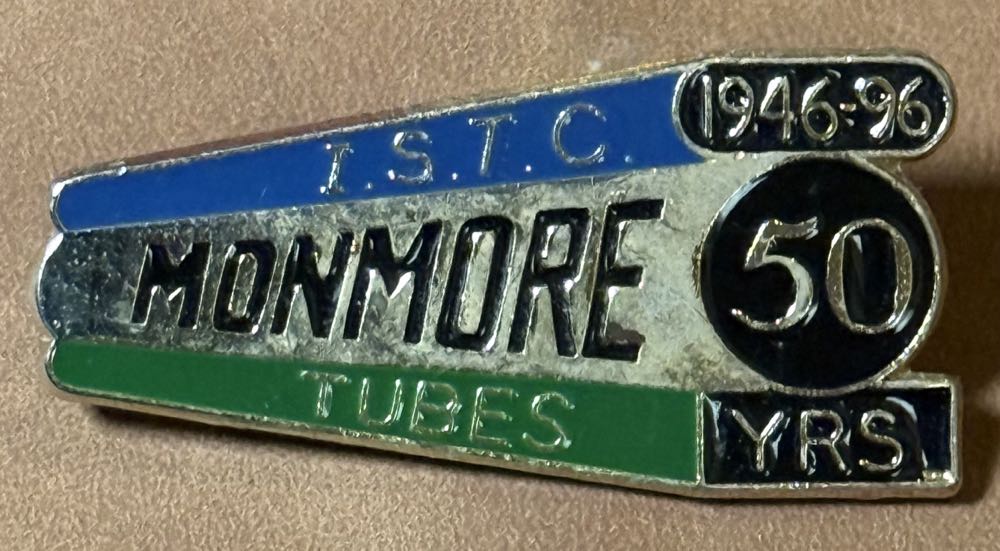 1946-96
I.S.T.C.
MONMORE
50
TUBES
YRS